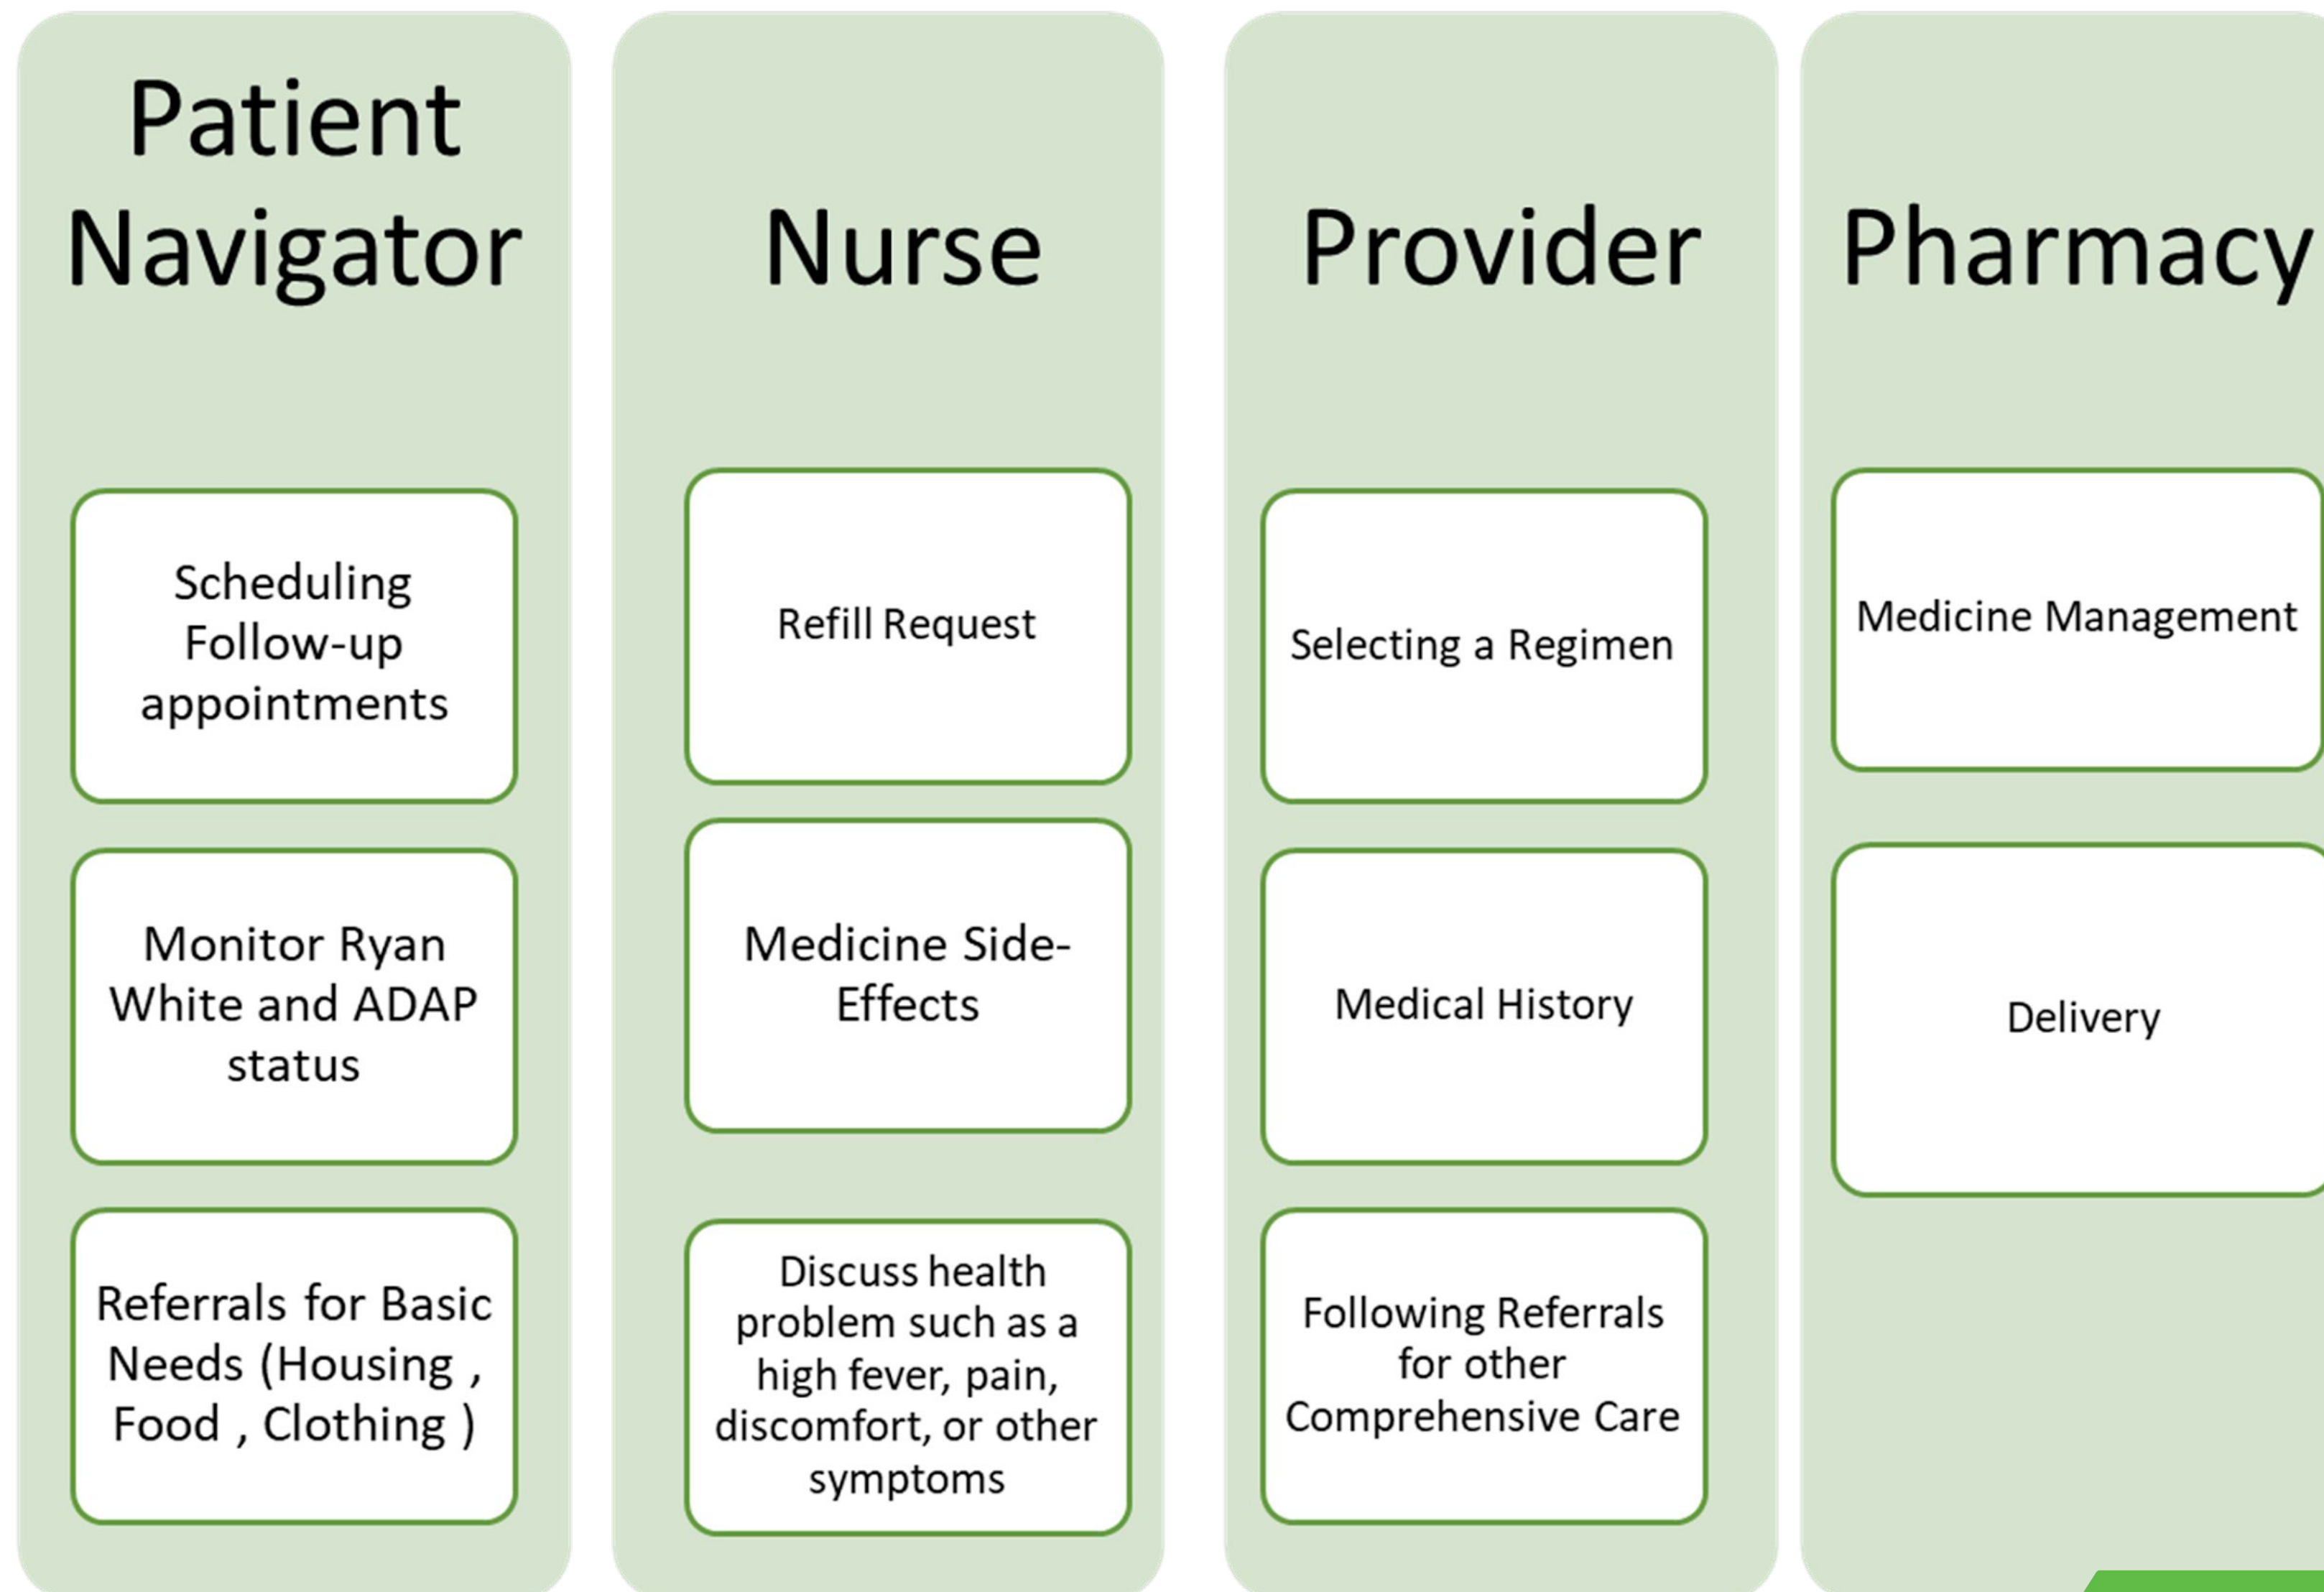 Patient
Navigator
Scheduling
Follow-up
appointments
Monitor Ryan
White and ADAP
status
Referrals for Basic
Needs (Housing ,
Food , Clothing )
Nurse
Refill Request
Medicine Side-
Effects
Discuss health
problem such as a
high fever, pain,
discomfort, or other
symptoms
Provider
Selecting a Regimen
Medical History
Following Referrals
for other
Comprehensive Care
Pharmacy
Medicine Management
Delivery